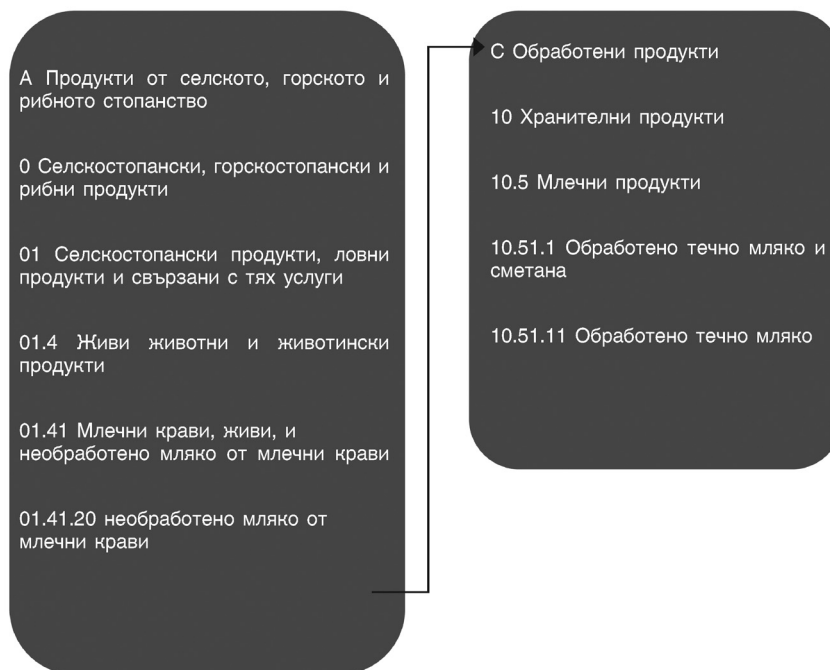 А Продукти от селското, горското и
рибното стопанство
0 Селскостопански, горскостопански и
рибни продукти
01 Селскостопански продукти, ловни
продукти и свързани с тях услуги
01.4 Живи животни и животински
продукти
01.41 Млечни крави, живи, и
необработено мляко от млечни крави
01.41.20 необработено мляко от
млечни крави
С Обработени продукти
10 Хранителни продукти
10.5 Млечни продукти
10.51.1 Обработено течно мляко и
сметана
10.51.11 Обработено течно мляко